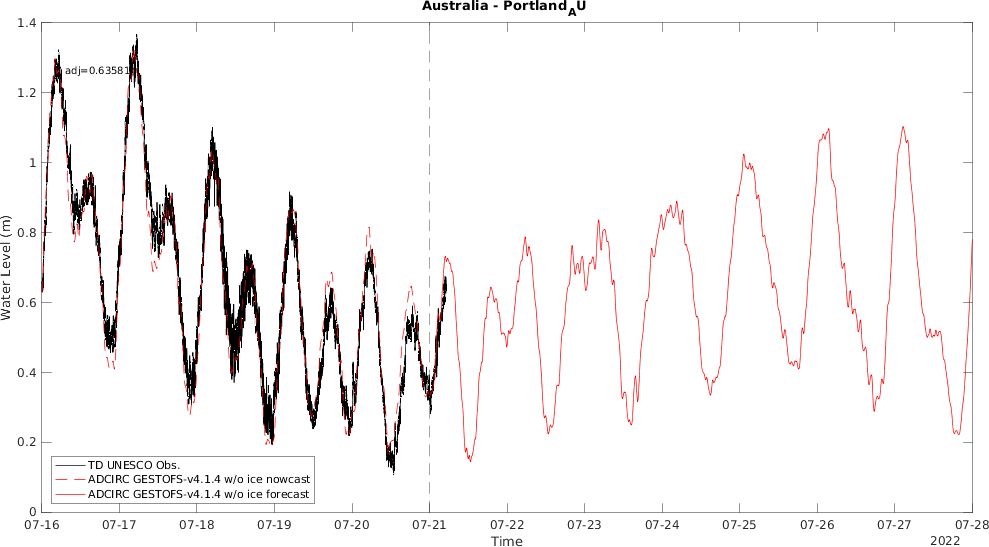 Australia - Portland_AU
1.4
1.2
1
0.8
0.6
0.4
0.2
0
Water Level (m)
adj=0.63581
TD UNESCO Obs.
ADCIRC GESTOFS-v4.1.4 w/o ice nowcast
ADCIRC GESTOFS-v4.1.4 w/o ice forecast
07-16 07-17 07-18 07-19 07-20 07-21 07-22 07-23 07-24 07-25 07-26 07-27 07-28
Time
2022